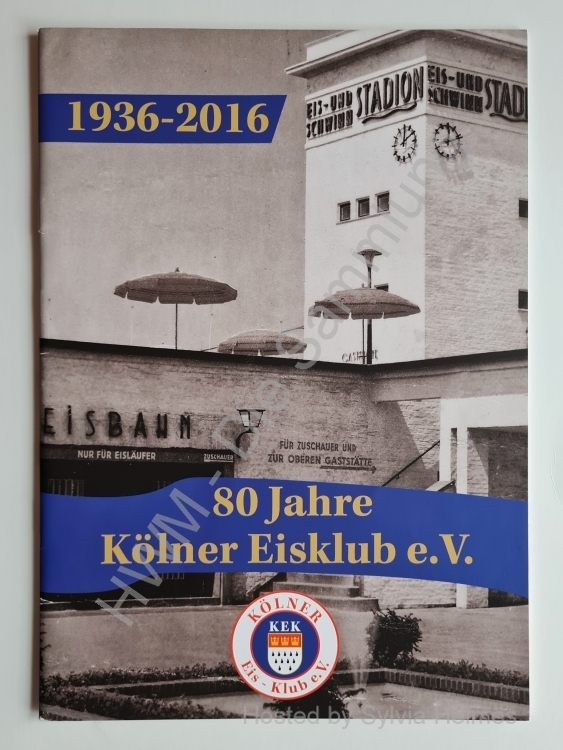 1936-2016
EIS-UND
SCHWIMM
STADION
EIS-UND
SCHWIMM
STADI
EISBAHN
NUR FÜR EISLÄUFER
ZUSCHAUER
FÜR ZUSCHAUER UND
ZUR OBEREN GASTSTÄTTE
80 Jahre
Kölner Eisklub e.V.
KÖLNER
KEK
Eis - Klub e.V.
Hosted by Sylvia Holmes